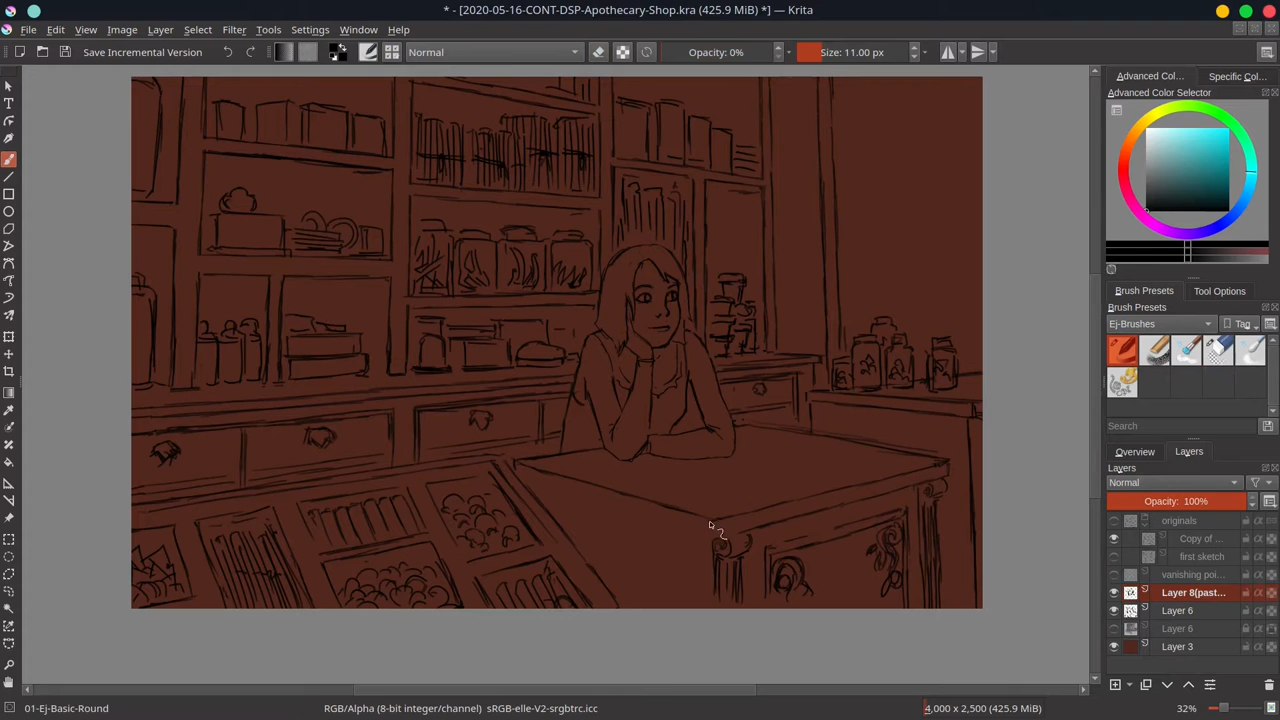 * - [2020-05-16-CONT-DSP-Apothecary-Shop.kra (425.9 MiB) *] — Krita
File Edit View Image Layer Select Filter Tools Settings Window Help
Save Incremental Version Normal Opacity: 0% Size: 11.00 px
Advanced Col... Specific Col...
Advanced Color Selector
Brush Presets Tool Options
Brush Presets
Ej-Brushes Tag
Search
Overview Layers
Layers
Normal
Opacity: 100%
originals
Copy of ...
first sketch
vanishing poi...
Layer 8(past...
Layer 6
Layer 6
Layer 3
01-Ej-Basic-Round RGB/Alpha (8-bit integer/channel) sRGB-elle-V2-srgbtrc.icc 4,000 x 2,500 (425.9 MiB) 32%